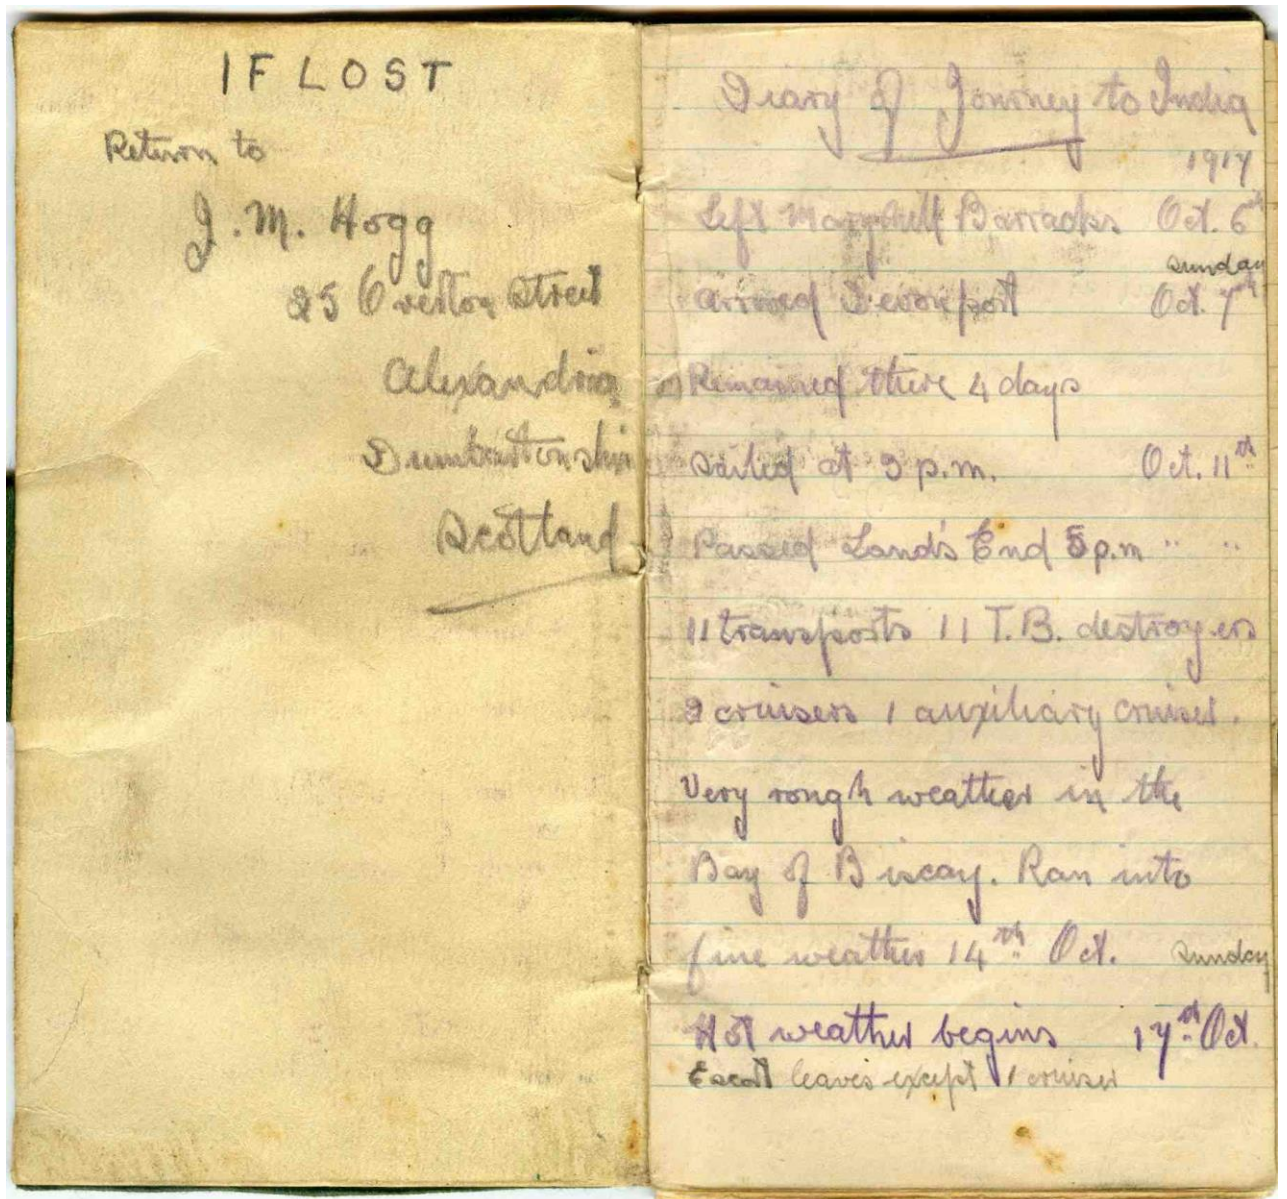 IF LOST
Return to
J. M. Hogg
25 Overton Street
Alexandria
Dumbartonshire
Scotland
Diary of Journey to India
1917
Left Maryhill Barracks Oct. 6th
Sunday
Arrived Devonport Oct. 7th
Remained there 4 days
Sailed at 3 p.m. Oct. 11th
Passed Land's End 5 p.m " "
11 transports 11 T.B. destroyers
2 cruisers 1 auxiliary cruiser.
Very rough weather in the
Bay of Biscay. Ran into
fine weather 14th Oct. Sunday
Hot weather begins 17th Oct.
Escort leaves except 1 cruiser